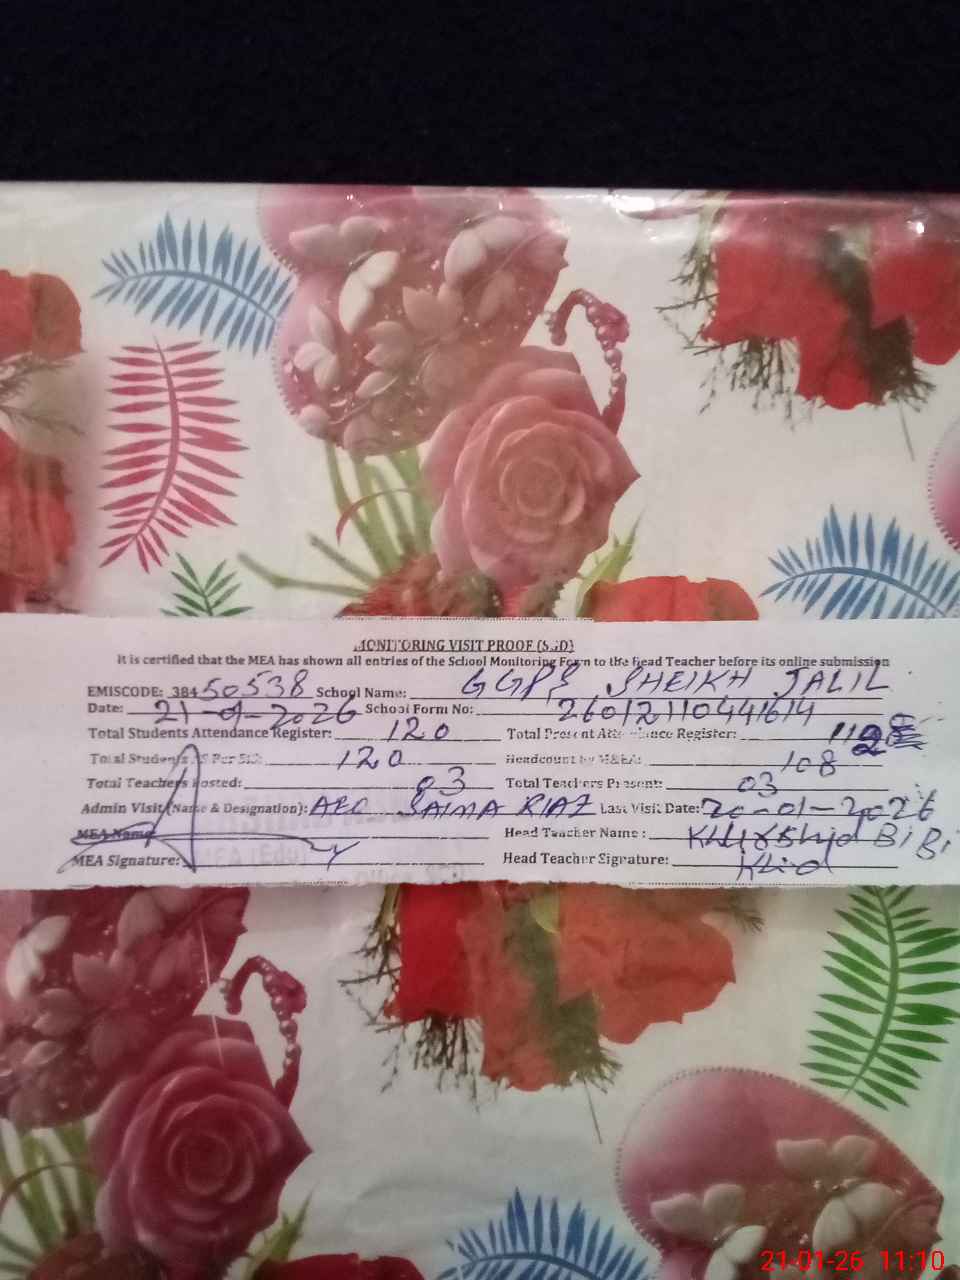 MONITORING VISIT PROOF (SED)
It is certified that the MEA has shown all entries of the School Monitoring Form to the Head Teacher before its online submission
EMISCODE: 38450538 School Name: GGPS SHEIKH JALIL
Date: 21-01-2026 School Form No: 26012110441614
Total Students Attendance Register: 120 Total Present Attendance Register:
Total Students As Per SIS: 120 Headcount by MEA: 108
Total Teachers Posted: 03 Total Teachers Present: 03
Admin Visit (Name & Designation): AEO SAIMA RIAZ Last Visit Date: 20-01-2026
MEA Name Head Teacher Name : Khurshid BiBi
MEA Signature: Head Teacher Signature:
21-01-26 11:10